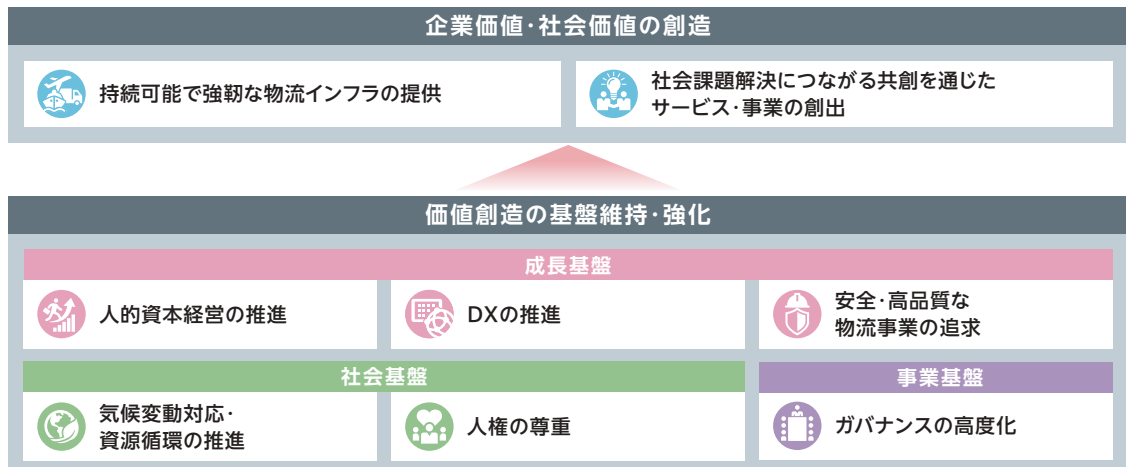 企業価値・社会価値の創造
持続可能で強靭な物流インフラの提供
社会課題解決につながる共創を通じた
サービス・事業の創出
価値創造の基盤維持・強化
成長基盤
人的資本経営の推進
DXの推進
安全・高品質な
物流事業の追求
社会基盤
事業基盤
気候変動対応・
資源循環の推進
人権の尊重
ガバナンスの高度化